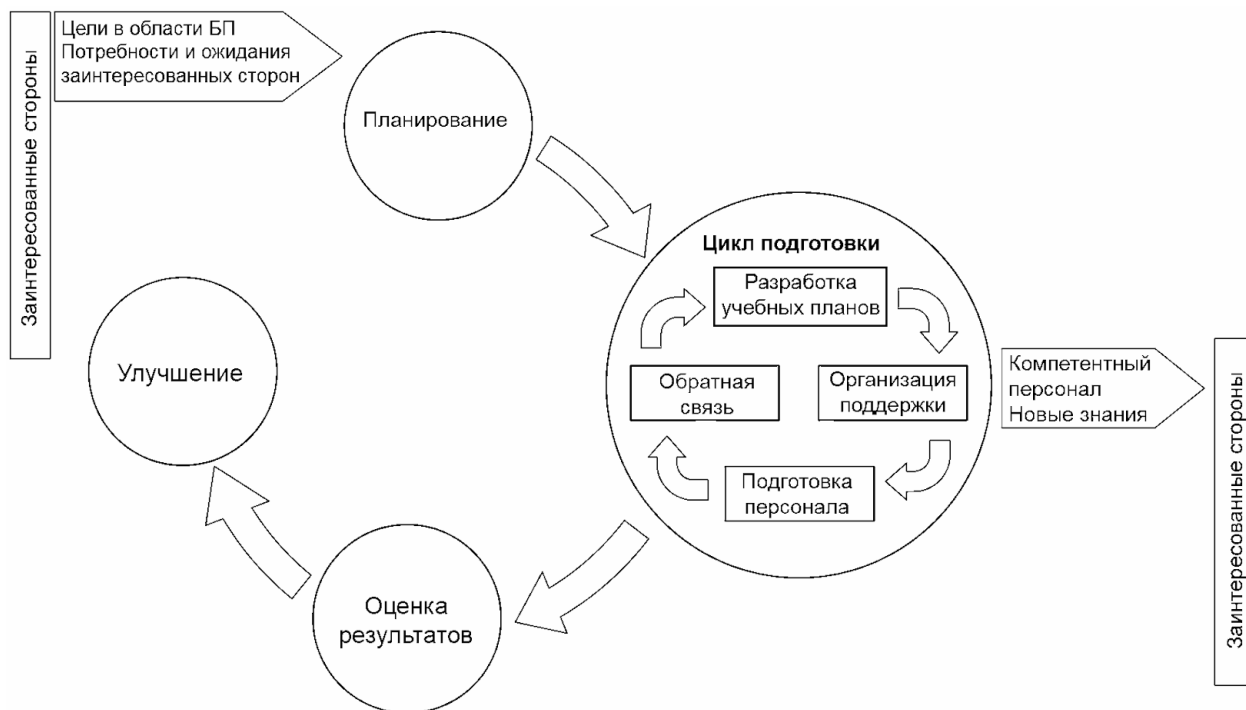 Заинтересованные стороны
Цели в области БП
Потребности и ожидания
заинтересованных сторон
Планирование
Цикл подготовки
Разработка
учебных планов
Организация
поддержки
Подготовка
персонала
Обратная
связь
Компетентный
персонал
Новые знания
Заинтересованные стороны
Оценка
результатов
Улучшение